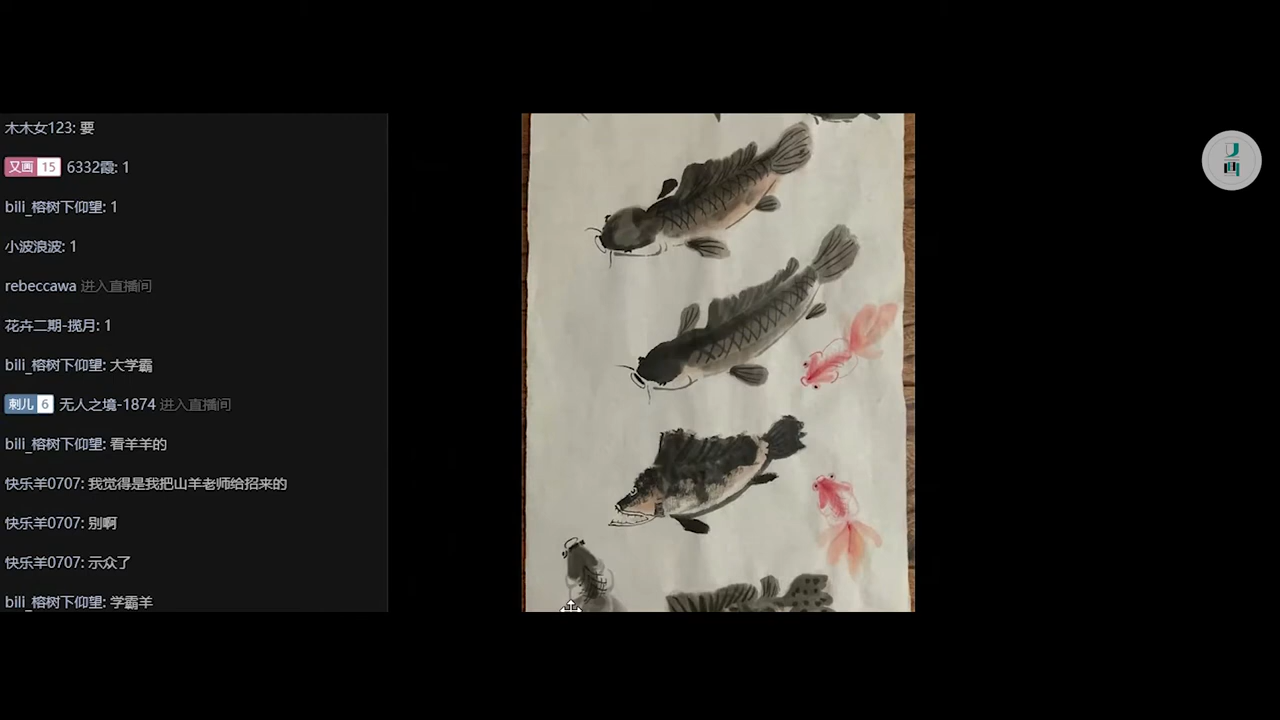 木木女123: 要
又画 15 6332霞: 1
bili_榕树下仰望: 1
小波浪波: 1
rebeccawa 进入直播间
花卉二期-揽月: 1
bili_榕树下仰望: 大学霸
刺儿 6 无人之境-1874 进入直播间
bili_榕树下仰望: 看羊羊的
快乐羊0707: 我觉得是我把山羊老师给招来的
快乐羊0707: 别啊
快乐羊0707: 示众了
bili_榕树下仰望: 学霸羊